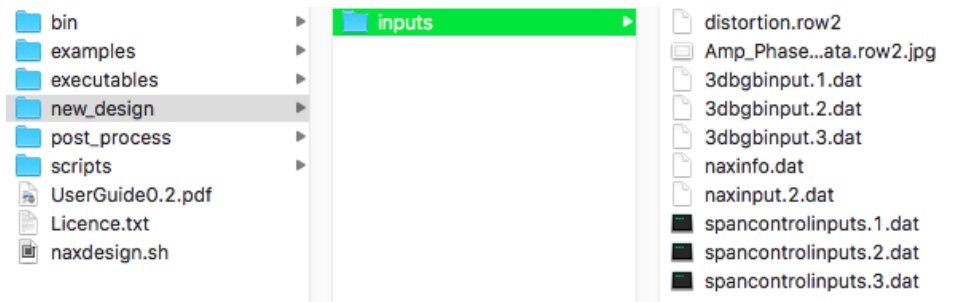 bin
examples
executables
new_design
post_process
scripts
UserGuide0.2.pdf
Licence.txt
naxdesign.sh
inputs
distortion.row2
Amp_Phase...ata.row2.jpg
3dbgbinput.1.dat
3dbgbinput.2.dat
3dbgbinput.3.dat
naxinfo.dat
naxinput.2.dat
spancontrolinputs.1.dat
spancontrolinputs.2.dat
spancontrolinputs.3.dat